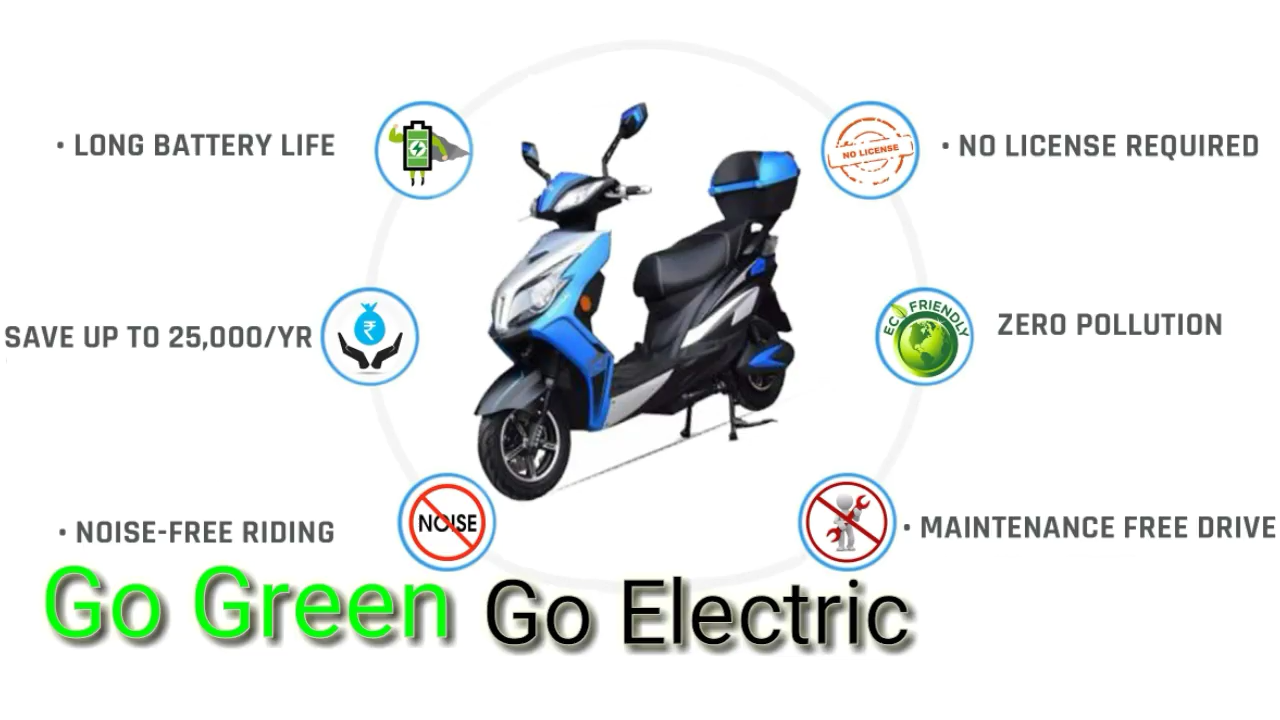 • LONG BATTERY LIFE
NO LICENSE
• NO LICENSE REQUIRED
SAVE UP TO 25,000/YR
₹
ECO FRIENDLY
ZERO POLLUTION
• NOISE-FREE RIDING
NOISE
• MAINTENANCE FREE DRIVE
Go Green Go Electric